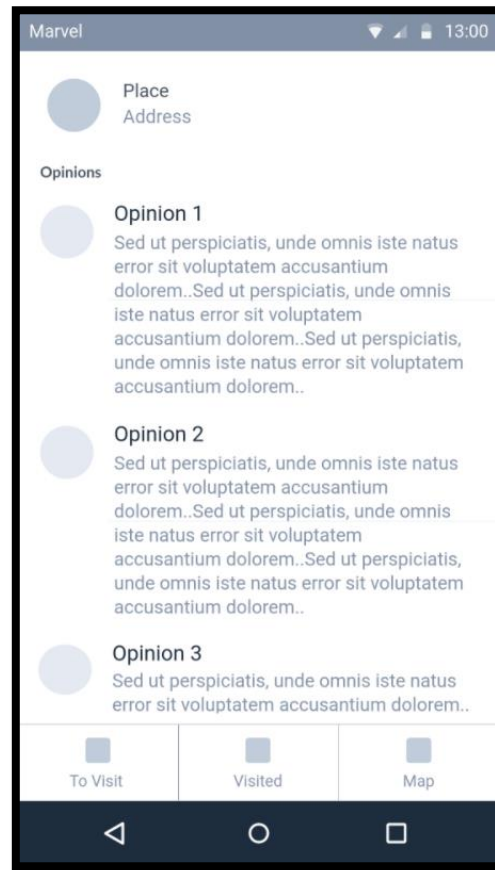 Marvel 13:00
Place
Address
Opinions
Opinion 1
Sed ut perspiciatis, unde omnis iste natus
error sit voluptatem accusantium
dolorem..Sed ut perspiciatis, unde omnis
iste natus error sit voluptatem
accusantium dolorem..Sed ut perspiciatis,
unde omnis iste natus error sit voluptatem
accusantium dolorem..
Opinion 2
Sed ut perspiciatis, unde omnis iste natus
error sit voluptatem accusantium
dolorem..Sed ut perspiciatis, unde omnis
iste natus error sit voluptatem
accusantium dolorem..Sed ut perspiciatis,
unde omnis iste natus error sit voluptatem
accusantium dolorem..
Opinion 3
Sed ut perspiciatis, unde omnis iste natus
error sit voluptatem accusantium dolorem..
To Visit Visited Map